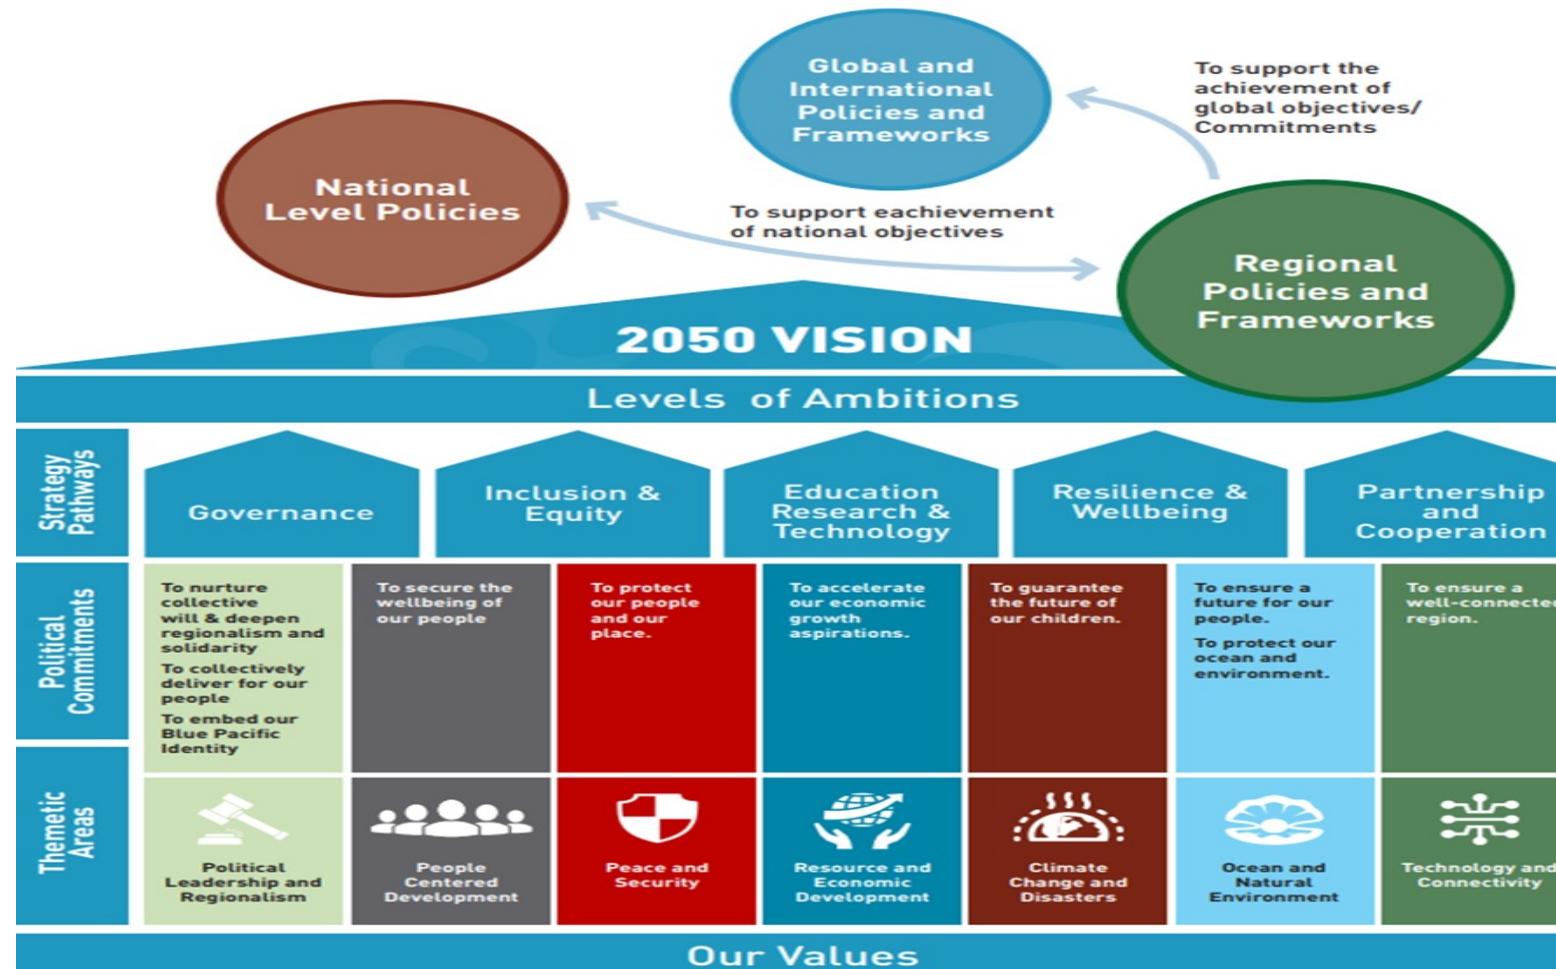 Global and
International
Policies and
Frameworks
To support the
achievement of
global objectives/
Commitments
National
Level Policies
To support eachievement
of national objectives
Regional
Policies and
Frameworks
2050 VISION
Levels of Ambitions
Strategy
Pathways
Governance
Inclusion &
Equity
Education
Research &
Technology
Resilience &
Wellbeing
Partnership
and
Cooperation
Political
Commitments
To nurture
collective
will & deepen
regionalism and
solidarity
To collectively
deliver for our
people
To embed our
Blue Pacific
Identity
To secure the
wellbeing of
our people
To protect
our people
and our
place.
To accelerate
our economic
growth
aspirations.
To guarantee
the future of
our children.
To ensure a
future for our
people.
To protect our
ocean and
environment.
To ensure a
well-connected
region.
Themetic
Areas
Political
Leadership and
Regionalism
People
Centered
Development
Peace and
Security
Resource and
Economic
Development
Climate
Change and
Disasters
Ocean and
Natural
Environment
Technology and
Connectivity
Our Values